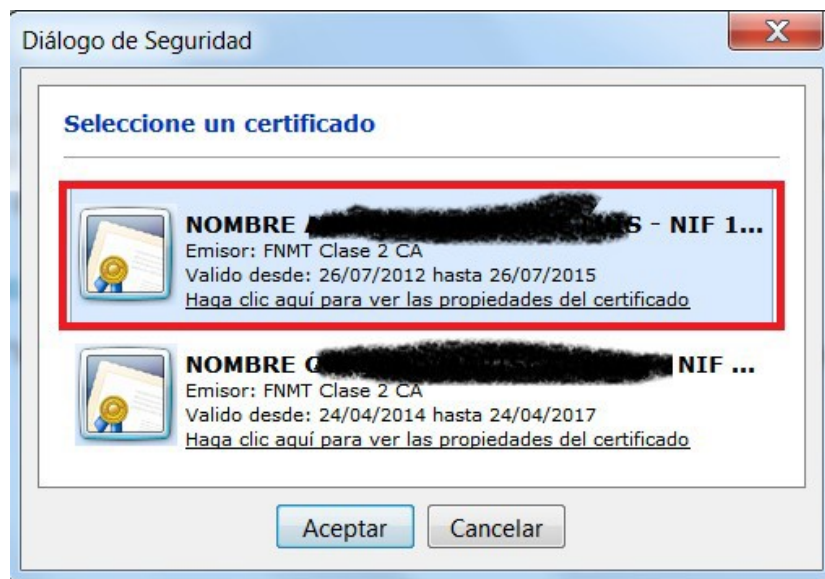 Diálogo de Seguridad
Seleccione un certificado
NOMBRE S - NIF 1...
Emisor: FNMT Clase 2 CA
Valido desde: 26/07/2012 hasta 26/07/2015
Haga clic aquí para ver las propiedades del certificado
NOMBRE NIF ...
Emisor: FNMT Clase 2 CA
Valido desde: 24/04/2014 hasta 24/04/2017
Haga clic aquí para ver las propiedades del certificado
Aceptar Cancelar